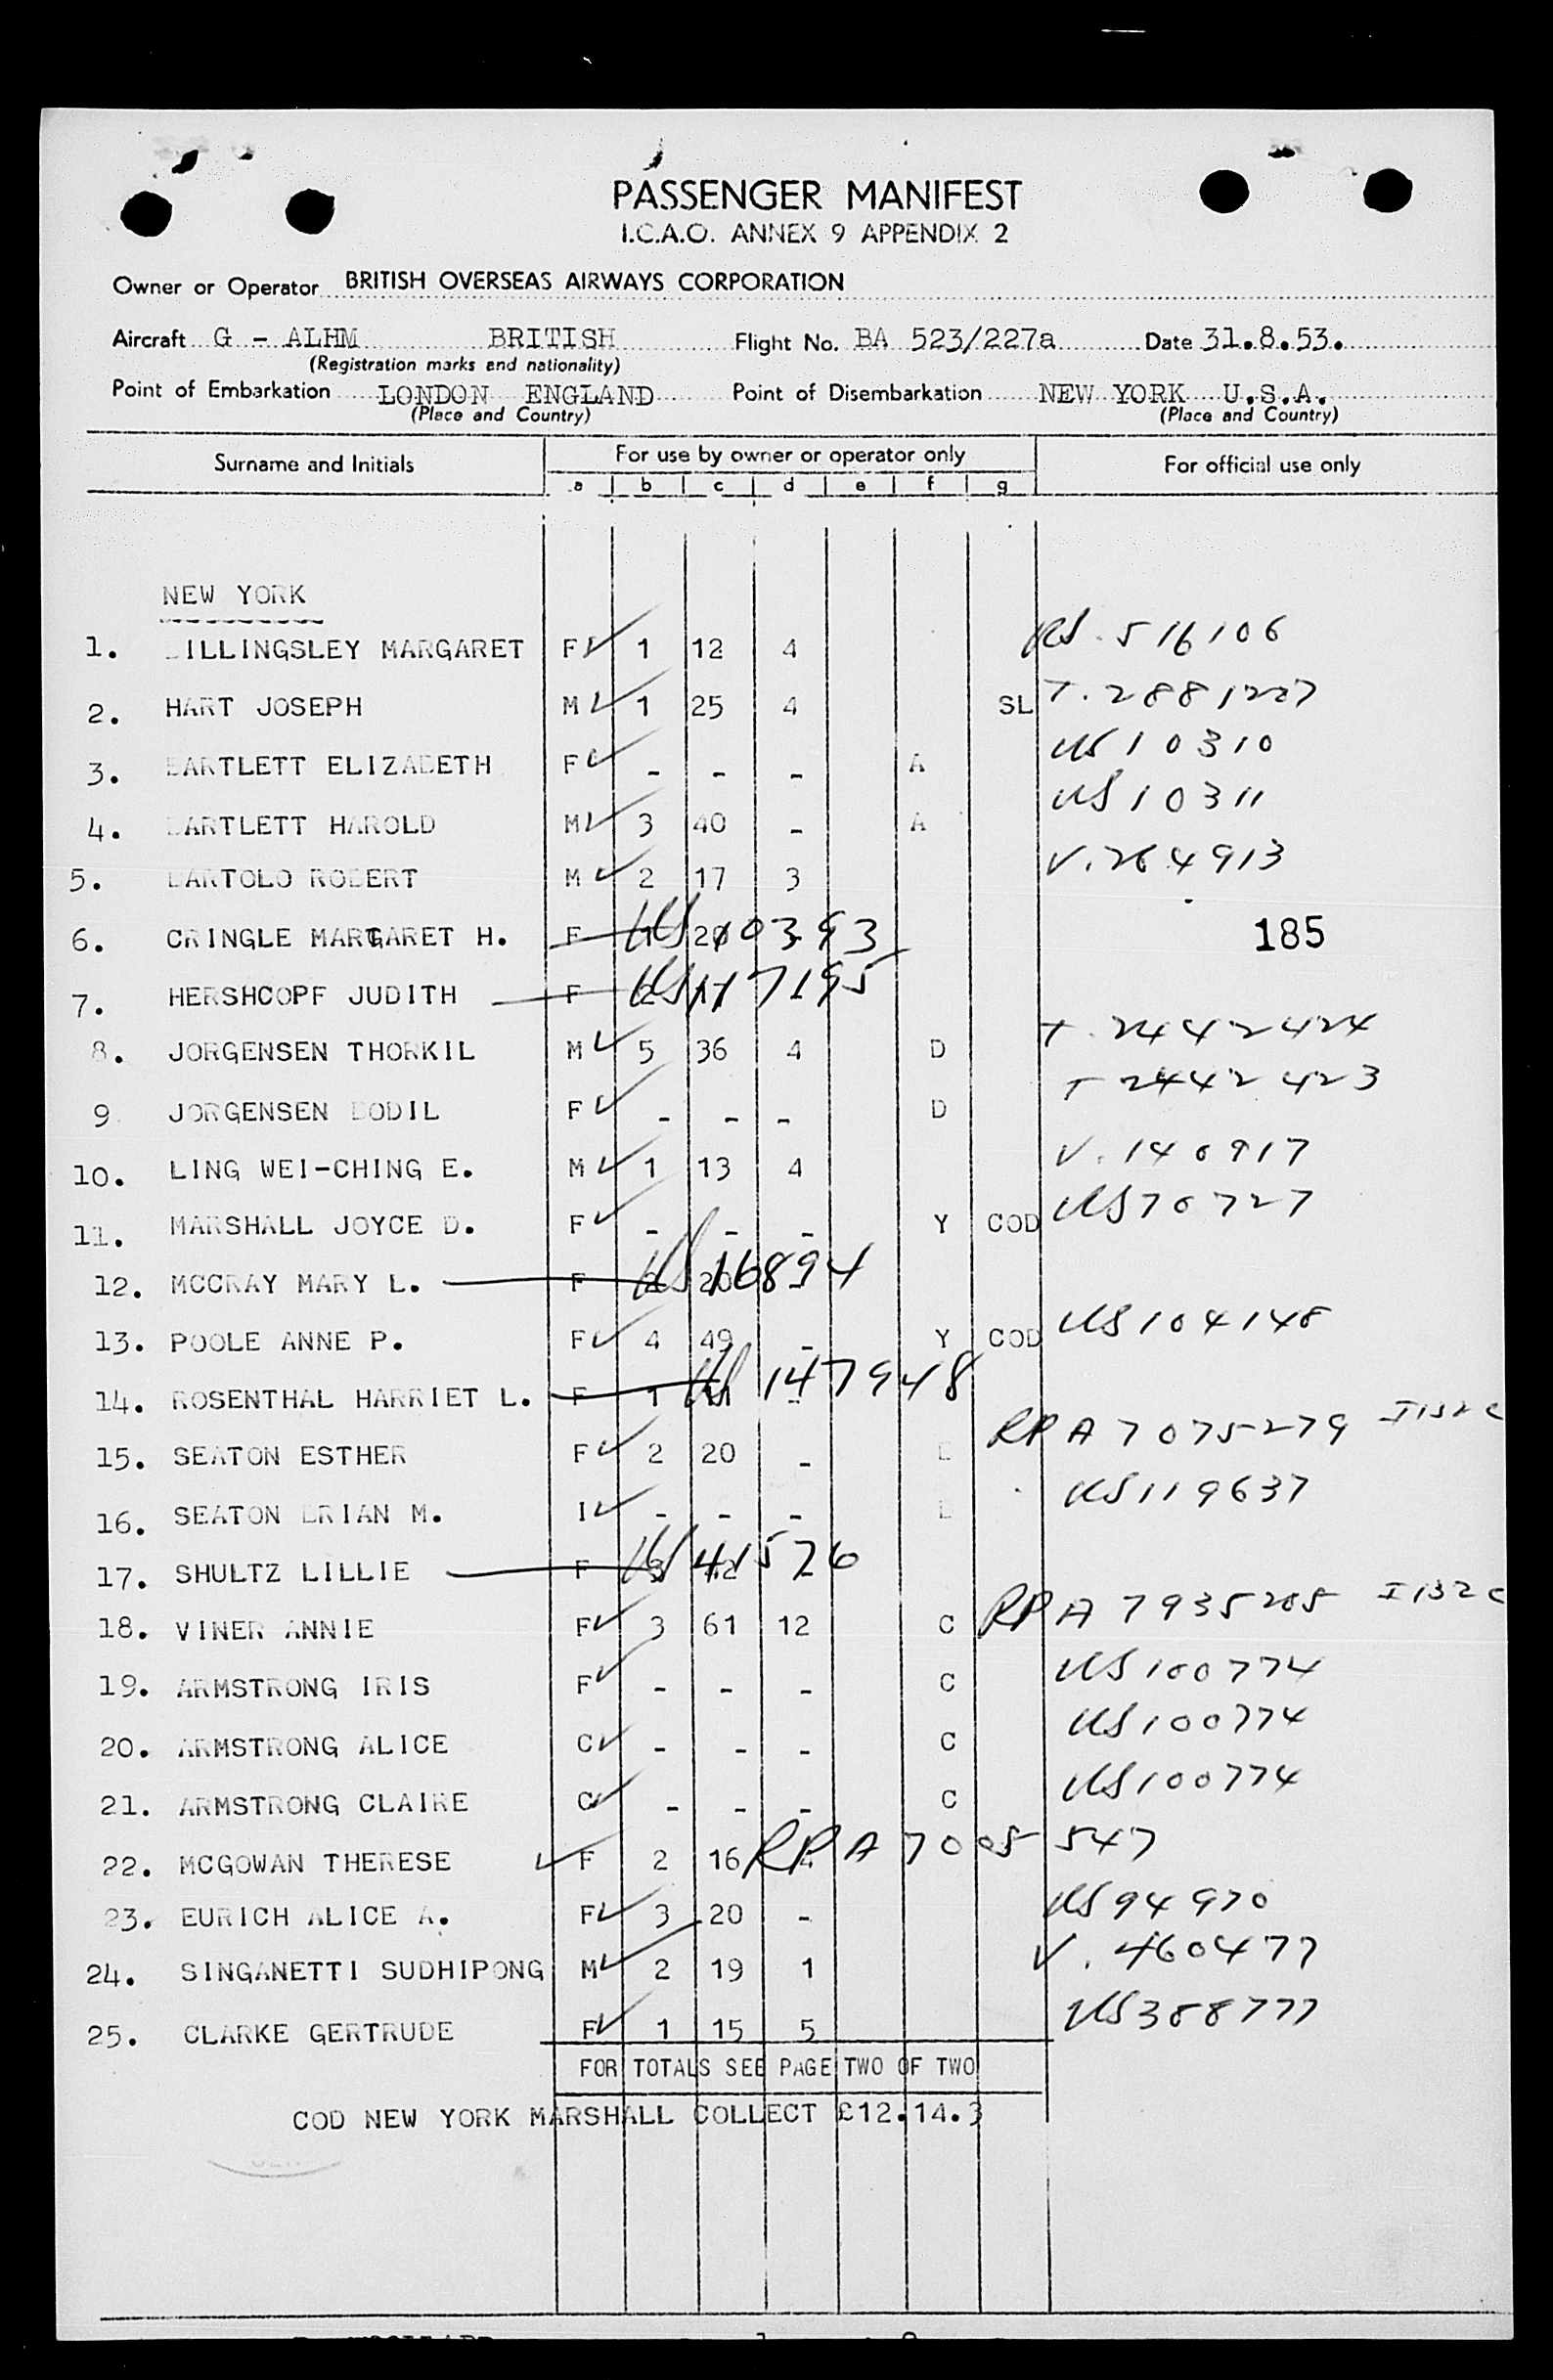 PASSENGER MANIFEST
I.C.A.O. ANNEX 9 APPENDIX 2
Owner or Operator BRITISH OVERSEAS AIRWAYS CORPORATION
Aircraft G - ALHM BRITISH Flight No. BA 523/227a Date 31.8.53.
(Registration marks and nationality)
Point of Embarkation LONDON ENGLAND Point of Disembarkation NEW YORK U.S.A.
(Place and Country) (Place and Country)
Surname and Initials For use by owner or operator only For official use only
a b c d e f g
NEW YORK
1. ILLINGSLEY MARGARET F 1 12 4 516106
2. HART JOSEPH M 1 25 4 SL T.2881227
3. BARTLETT ELIZABETH F - - - A US10310
4. BARTLETT HAROLD M 3 40 - A US10311
5. BARTOLO ROBERT M 2 17 3 V.264913
6. CRINGLE MARGARET H. F US10393 185
7. HERSHCOPF JUDITH F US117195
8. JORGENSEN THORKIL M 5 36 4 D T.2442424
9 JORGENSEN BODIL F - - - D T2442423
10. LING WEI-CHING E. M 1 13 4 V.140917
11. MARSHALL JOYCE D. F - - - Y COD US70727
12. MCCRAY MARY L. F US16894
13. POOLE ANNE P. F 4 49 - Y COD US104148
14. ROSENTHAL HARRIET L. F 1 US147948
15. SEATON ESTHER F 2 20 - RPA7075279 I132c
16. SEATON BRIAN M. I - - - US119637
17. SHULTZ LILLIE F US41526
18. VINER ANNIE F 3 61 12 C RPA7935205 I132c
19. ARMSTRONG IRIS F - - - C US100774
20. ARMSTRONG ALICE C - - - C US100774
21. ARMSTRONG CLAIRE C - - - C US100774
22. MCGOWAN THERESE F 2 16 RPA7005547
23. EURICH ALICE A. F 3 20 - US94970
24. SINGANETTI SUDHIPONG M 2 19 1 V.460477
25. CLARKE GERTRUDE F 1 15 5 US388777
FOR TOTALS SEE PAGE TWO OF TWO
COD NEW YORK MARSHALL COLLECT £12.14.3